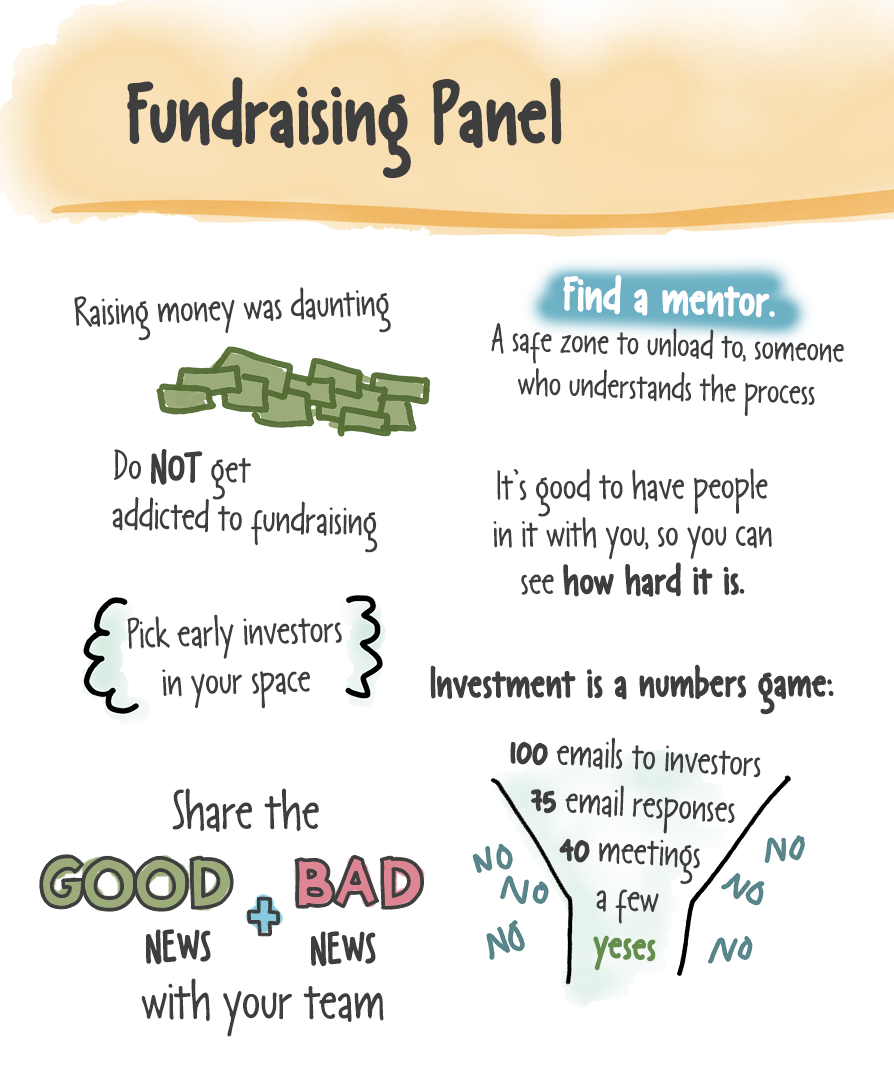 Fundraising Panel
Raising money was daunting
Do NOT get
addicted to fundraising
Pick early investors
in your space
Share the
GOOD + BAD
NEWS NEWS
with your team
Find a mentor.
A safe zone to unload to, someone
who understands the process
It's good to have people
in it with you, so you can
see how hard it is.
Investment is a numbers game:
100 emails to investors
75 email responses
40 meetings
a few
yeses
NO
NO
NO
NO
NO
NO